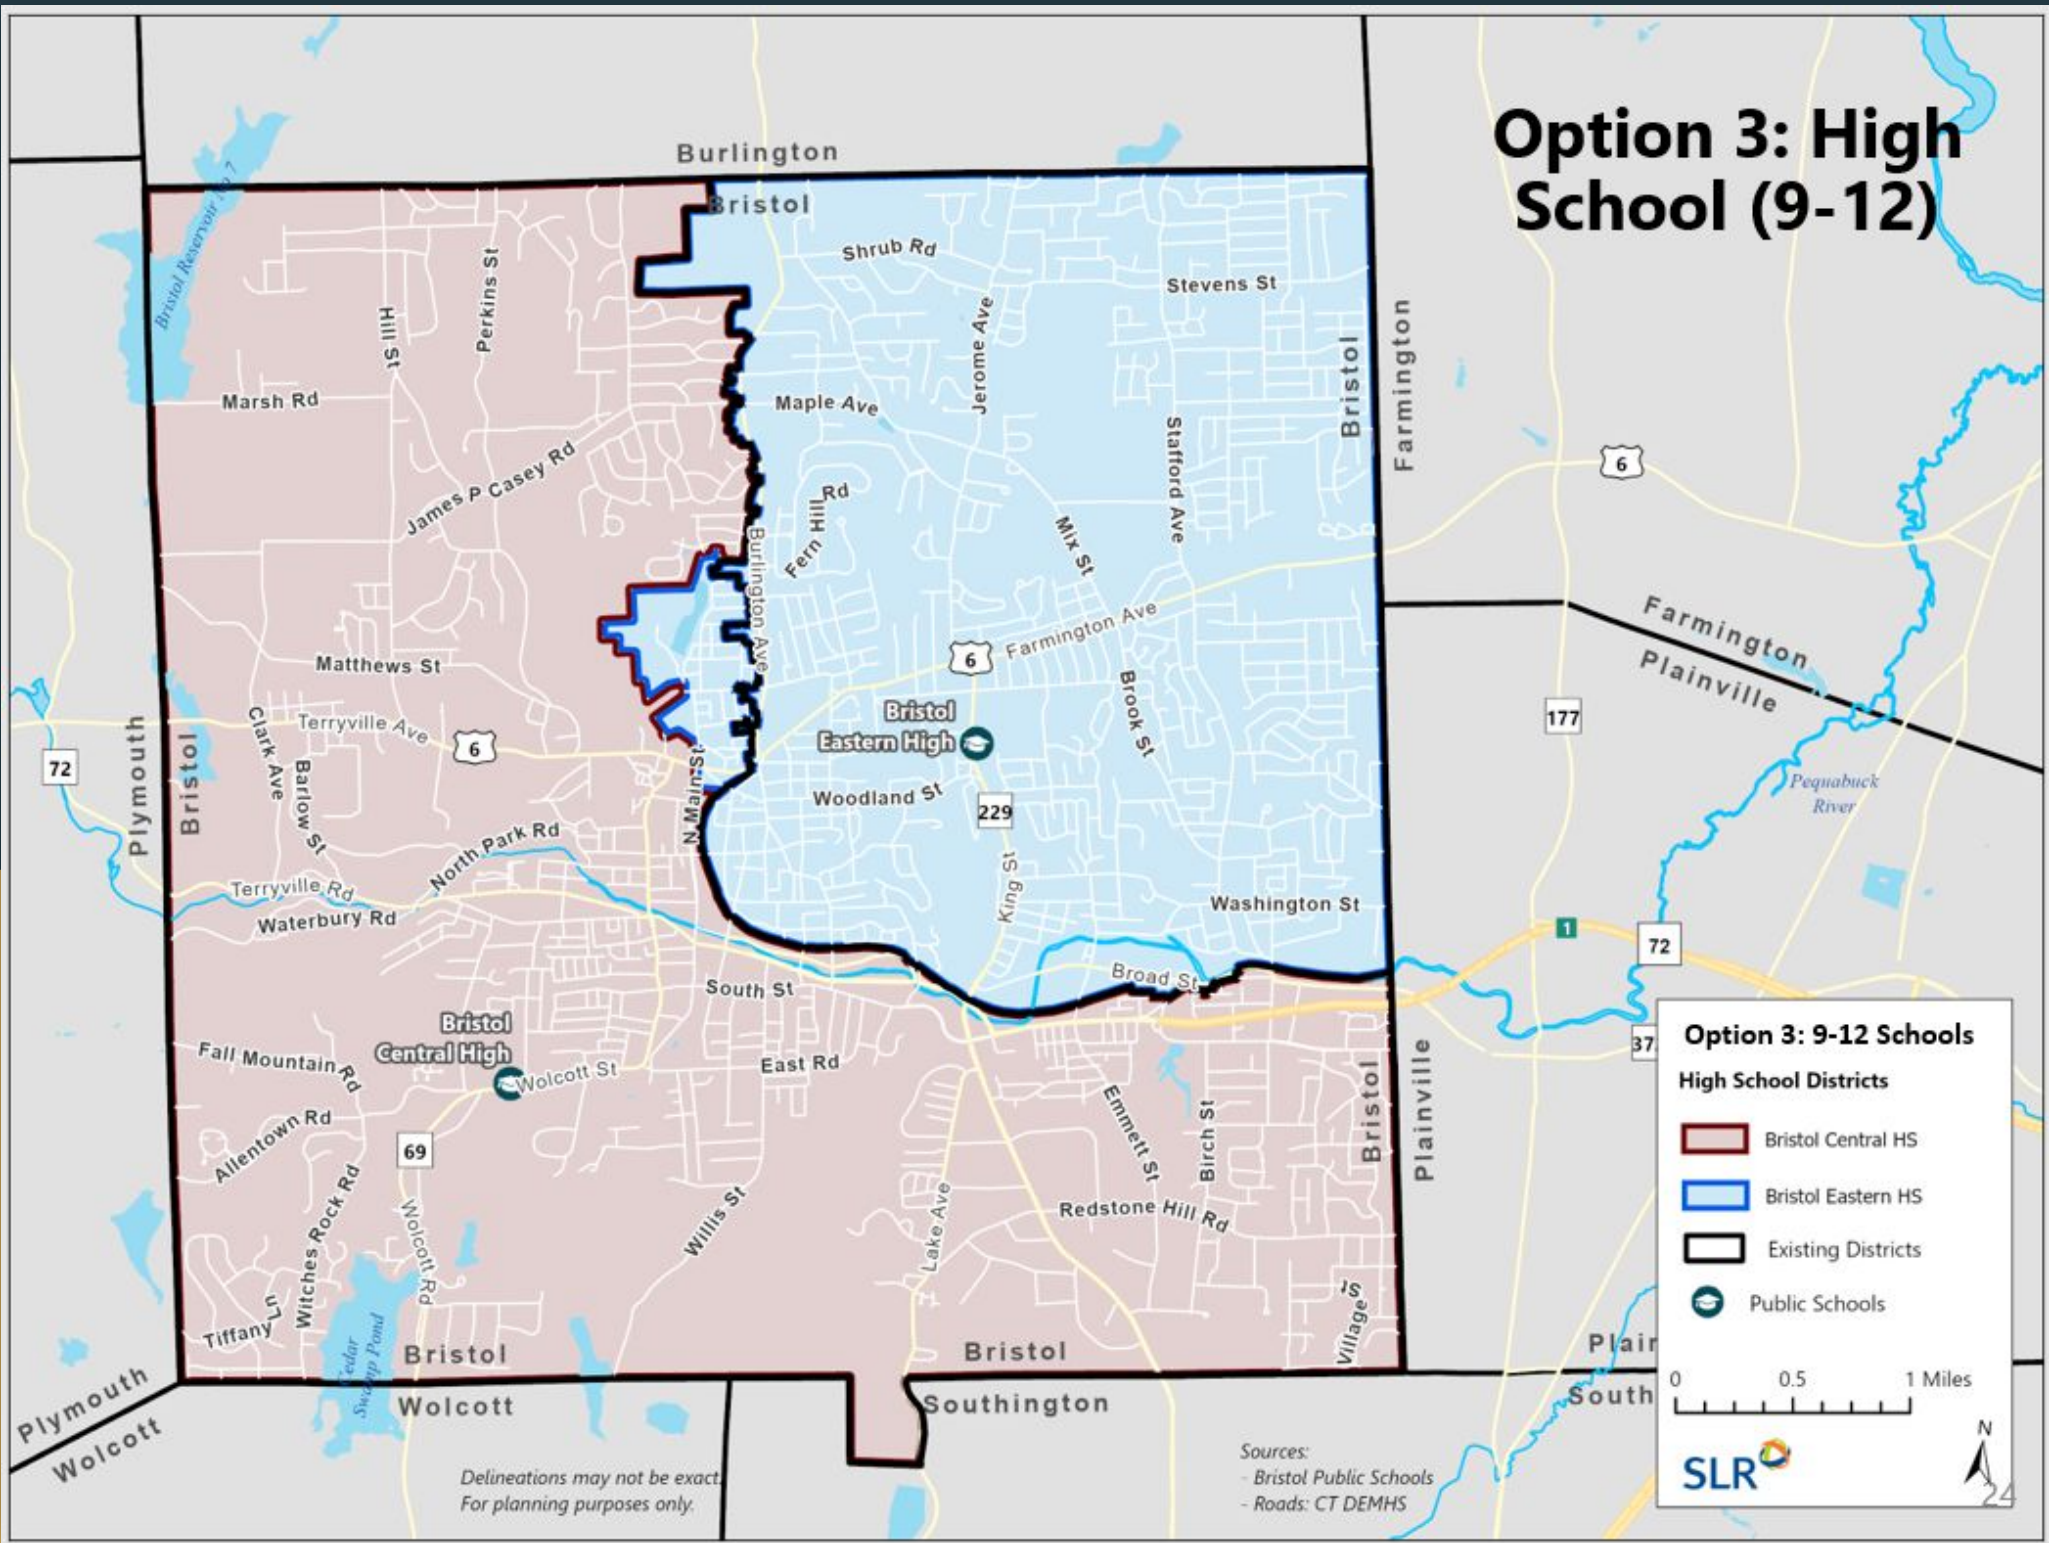 Option 3: High
School (9-12)
Burlington
Bristol
Bristol Reservoir No 7
Shrub Rd
Stevens St
Perkins St
Hill St
Jerome Ave
Bristol
Farmington
Marsh Rd
Maple Ave
Stafford Ave
6
James P Casey Rd
Fern Hill Rd
Mix St
Burlington Ave
Farmington Ave
6
Farmington
Plainville
Matthews St
Brook St
177
Clark Ave
Terryville Ave
6
Bristol
Eastern High
72
Plymouth
Bristol
Barlow St
N Main St
Woodland St
229
Pequabuck
River
North Park Rd
King St
Terryville Rd
Waterbury Rd
Washington St
1
72
South St
Broad St
Bristol
Central High
Fall Mountain Rd
Wolcott St
East Rd
Bristol
Plainville
37
Allentown Rd
69
Emmett St
Birch St
Witches Rock Rd
Wolcott Rd
Willis St
Lake Ave
Redstone Hill Rd
Tiffany Ln
Cedar
Swamp Pond
Village St
Bristol
Bristol
Plymouth
Wolcott
Wolcott
Southington
Plain
South
Option 3: 9-12 Schools
High School Districts
Bristol Central HS
Bristol Eastern HS
Existing Districts
Public Schools
0 0.5 1 Miles
N
SLR
24
Delineations may not be exact.
For planning purposes only.
Sources:
- Bristol Public Schools
- Roads: CT DEMHS